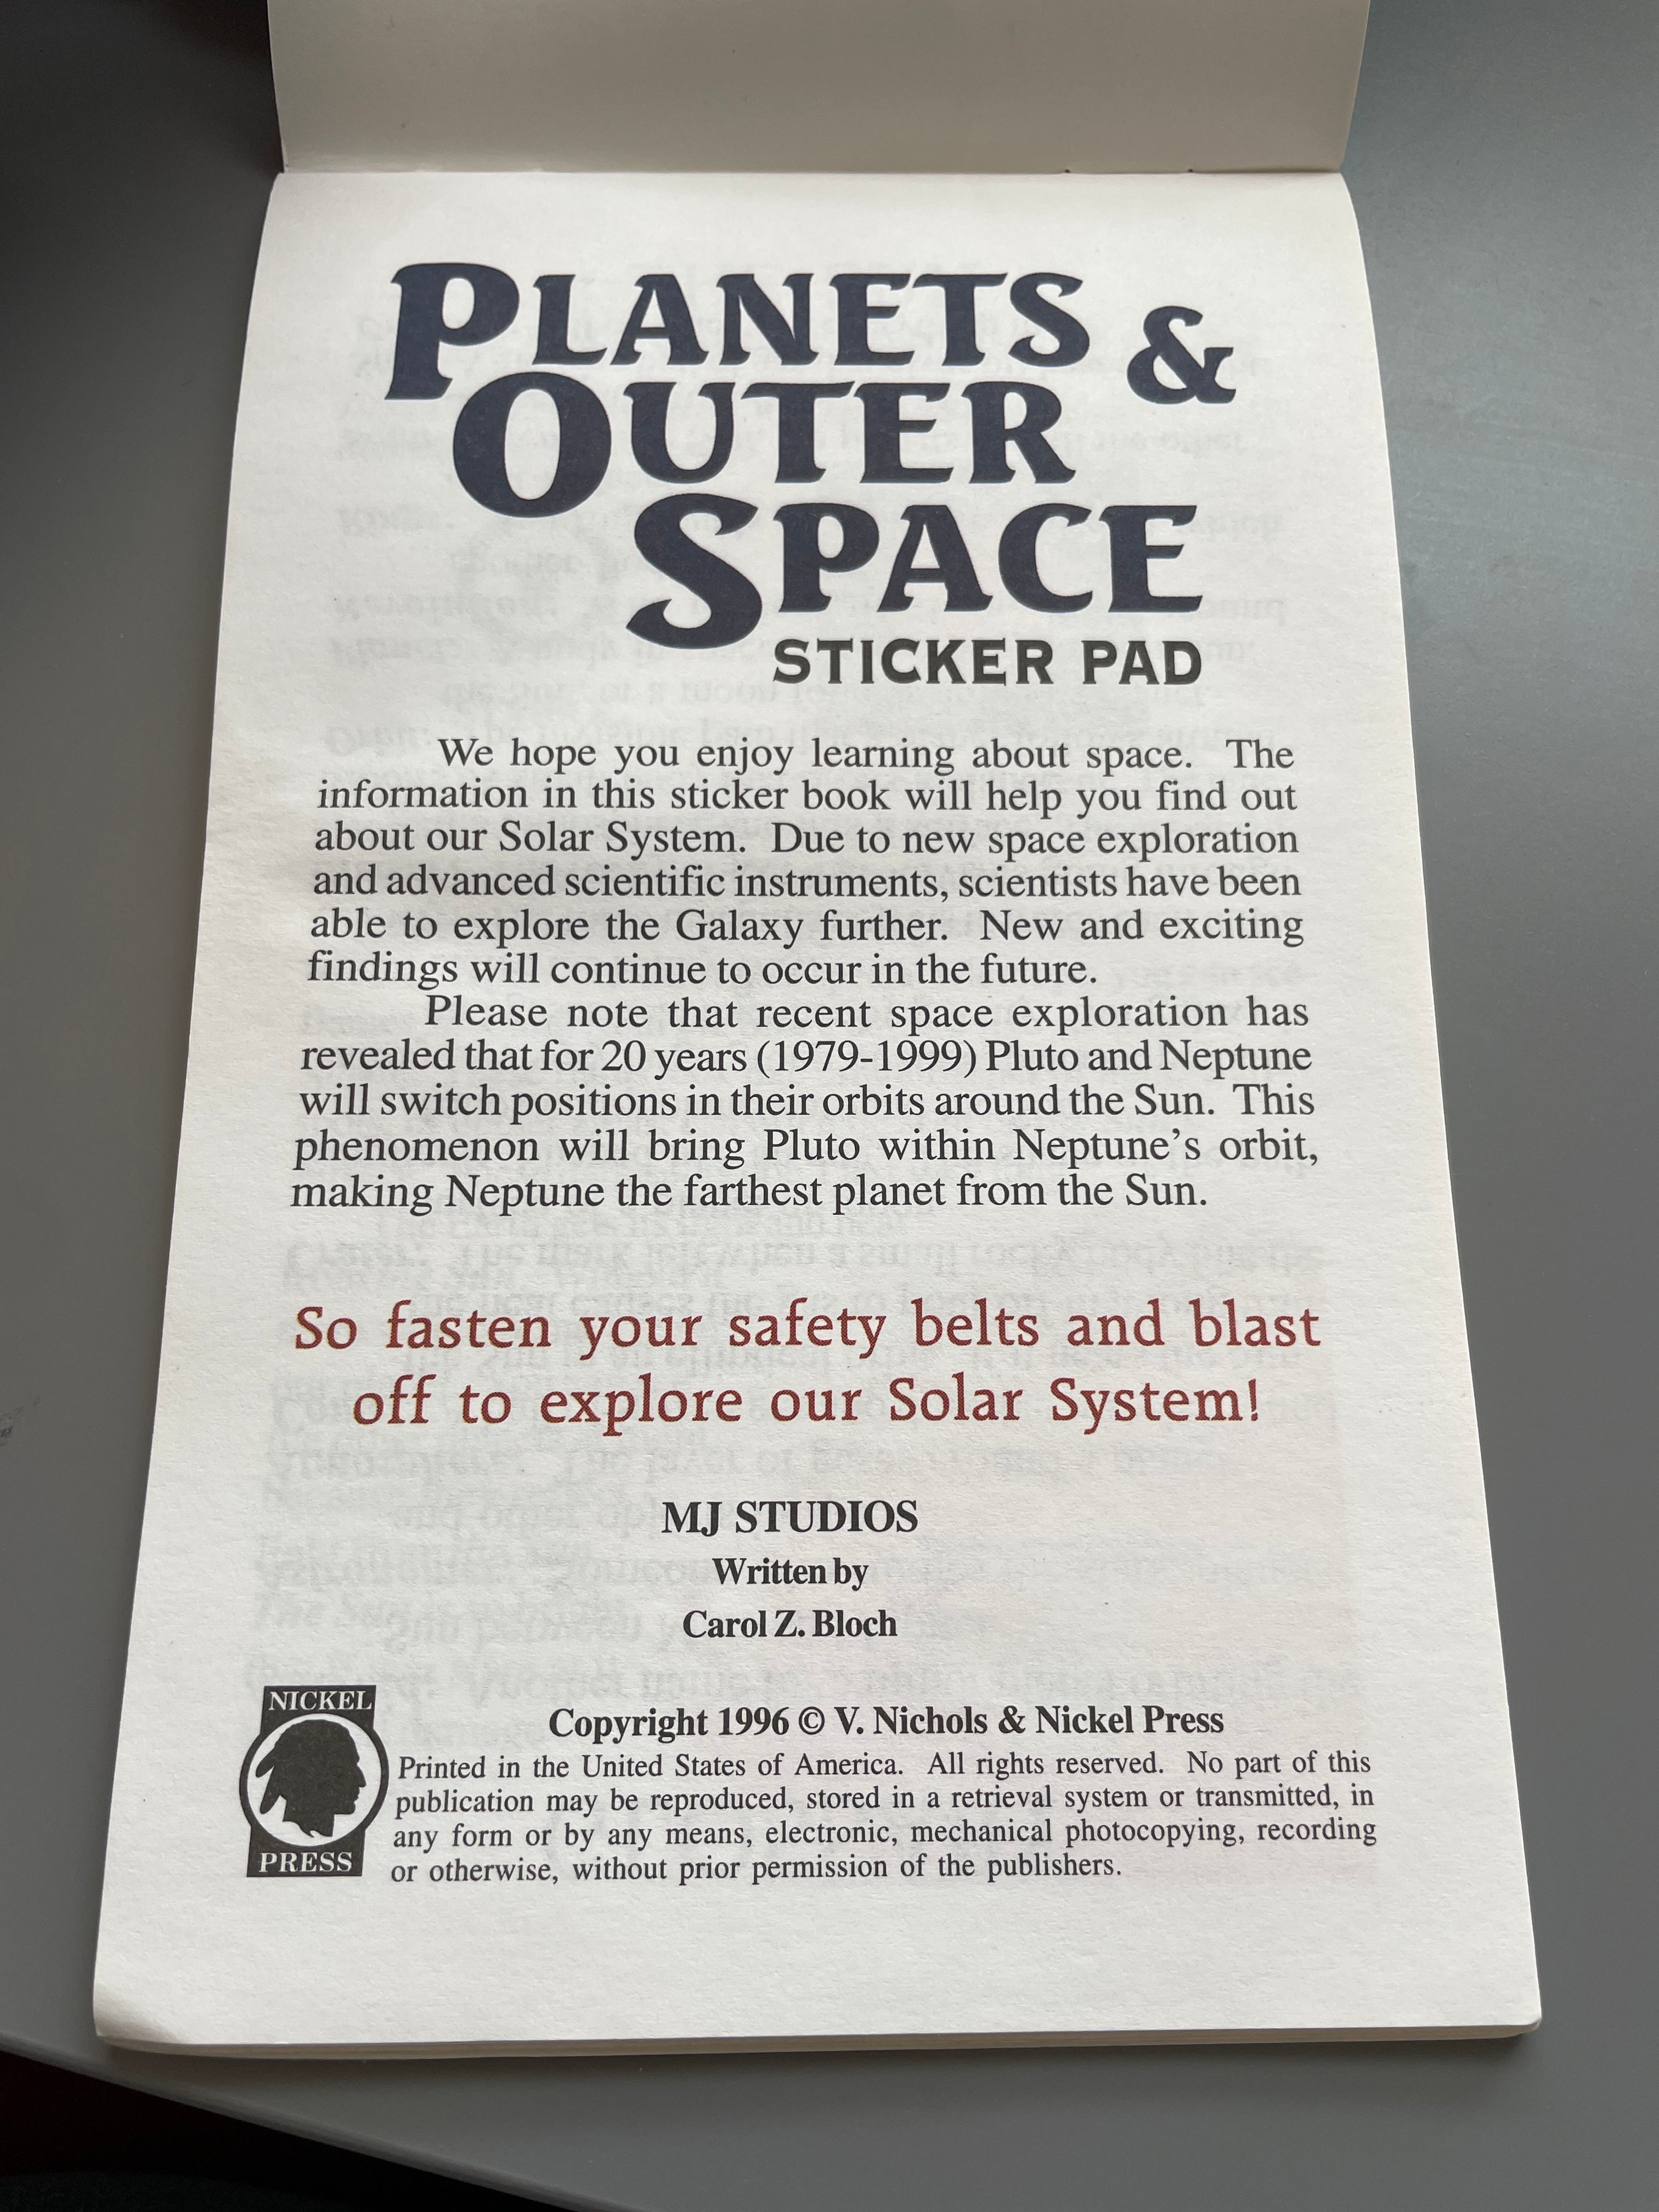 PLANETS &
OUTER
SPACE
STICKER PAD
We hope you enjoy learning about space. The
information in this sticker book will help you find out
about our Solar System. Due to new space exploration
and advanced scientific instruments, scientists have been
able to explore the Galaxy further. New and exciting
findings will continue to occur in the future.
Please note that recent space exploration has
revealed that for 20 years (1979-1999) Pluto and Neptune
will switch positions in their orbits around the Sun. This
phenomenon will bring Pluto within Neptune's orbit,
making Neptune the farthest planet from the Sun.
So fasten your safety belts and blast
off to explore our Solar System!
MJ STUDIOS
Written by
Carol Z. Bloch
NICKEL
PRESS
Copyright 1996 © V. Nichols & Nickel Press
Printed in the United States of America. All rights reserved. No part of this
publication may be reproduced, stored in a retrieval system or transmitted, in
any form or by any means, electronic, mechanical photocopying, recording
or otherwise, without prior permission of the publishers.